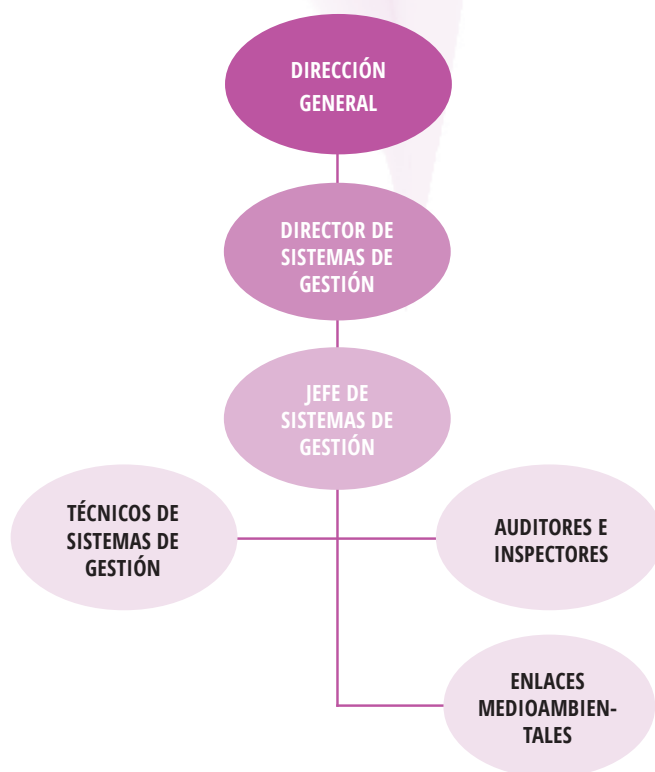 DIRECCIÓN
GENERAL
DIRECTOR DE
SISTEMAS DE
GESTIÓN
JEFE DE
SISTEMAS DE
GESTIÓN
TÉCNICOS DE
SISTEMAS DE
GESTIÓN
AUDITORES E
INSPECTORES
ENLACES
MEDIOAMBIEN-
TALES